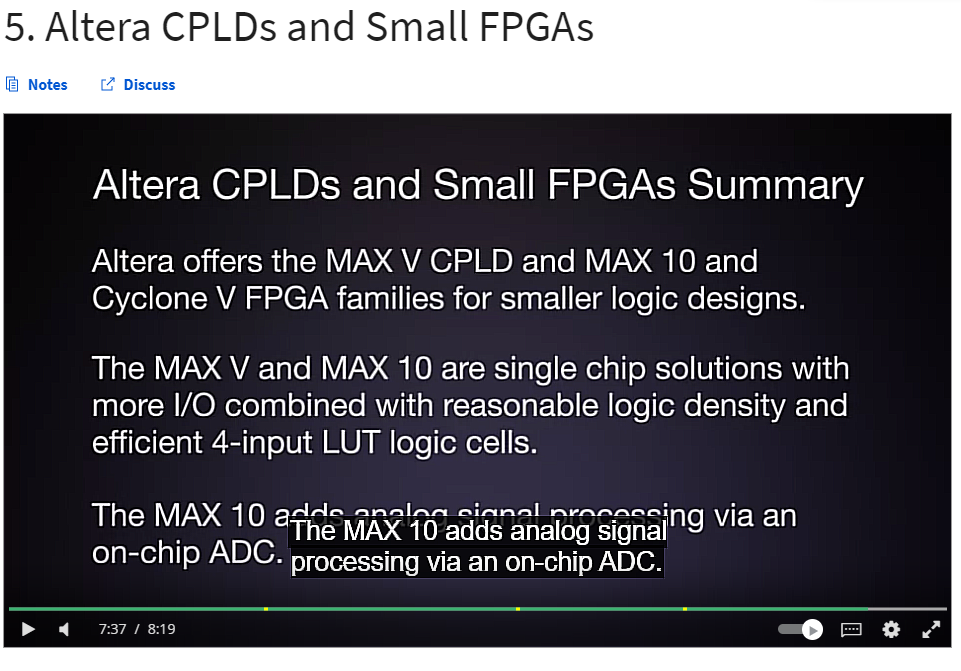 5. Altera CPLDs and Small FPGAs
Notes
Discuss
Altera CPLDs and Small FPGAs Summary
Altera offers the MAX V CPLD and MAX 10 and
Cyclone V FPGA families for smaller logic designs.
The MAX V and MAX 10 are single chip solutions with
more I/O combined with reasonable logic density and
efficient 4-input LUT logic cells.
The MAX 10 adds analog signal processing via an
on-chip ADC.
The MAX 10 adds analog signal
processing via an on-chip ADC.
7:37 / 8:19